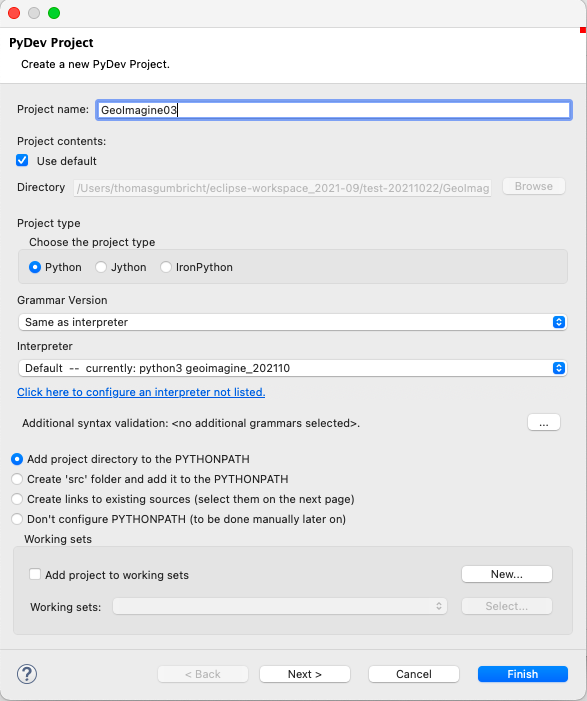 PyDev Project
Create a new PyDev Project.
Project name: GeoImagine03
Project contents:
Use default
Directory /Users/thomasgumbricht/eclipse-workspace_2021-09/test-20211022/GeoImag Browse
Project type
Choose the project type
Python Jython IronPython
Grammar Version
Same as interpreter
Interpreter
Default -- currently: python3 geoimagine_202110
Click here to configure an interpreter not listed.
Additional syntax validation: <no additional grammars selected>. ...
Add project directory to the PYTHONPATH
Create 'src' folder and add it to the PYTHONPATH
Create links to existing sources (select them on the next page)
Don't configure PYTHONPATH (to be done manually later on)
Working sets
Add project to working sets New...
Working sets: Select...
? < Back Next > Cancel Finish